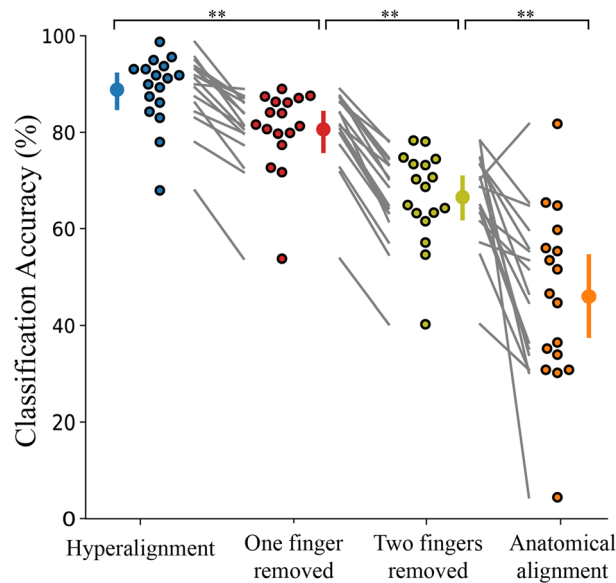 ** ** **
100
80
60
40
20
0
Classification Accuracy (%)
Hyperalignment
One finger
removed
Two fingers
removed
Anatomical
alignment